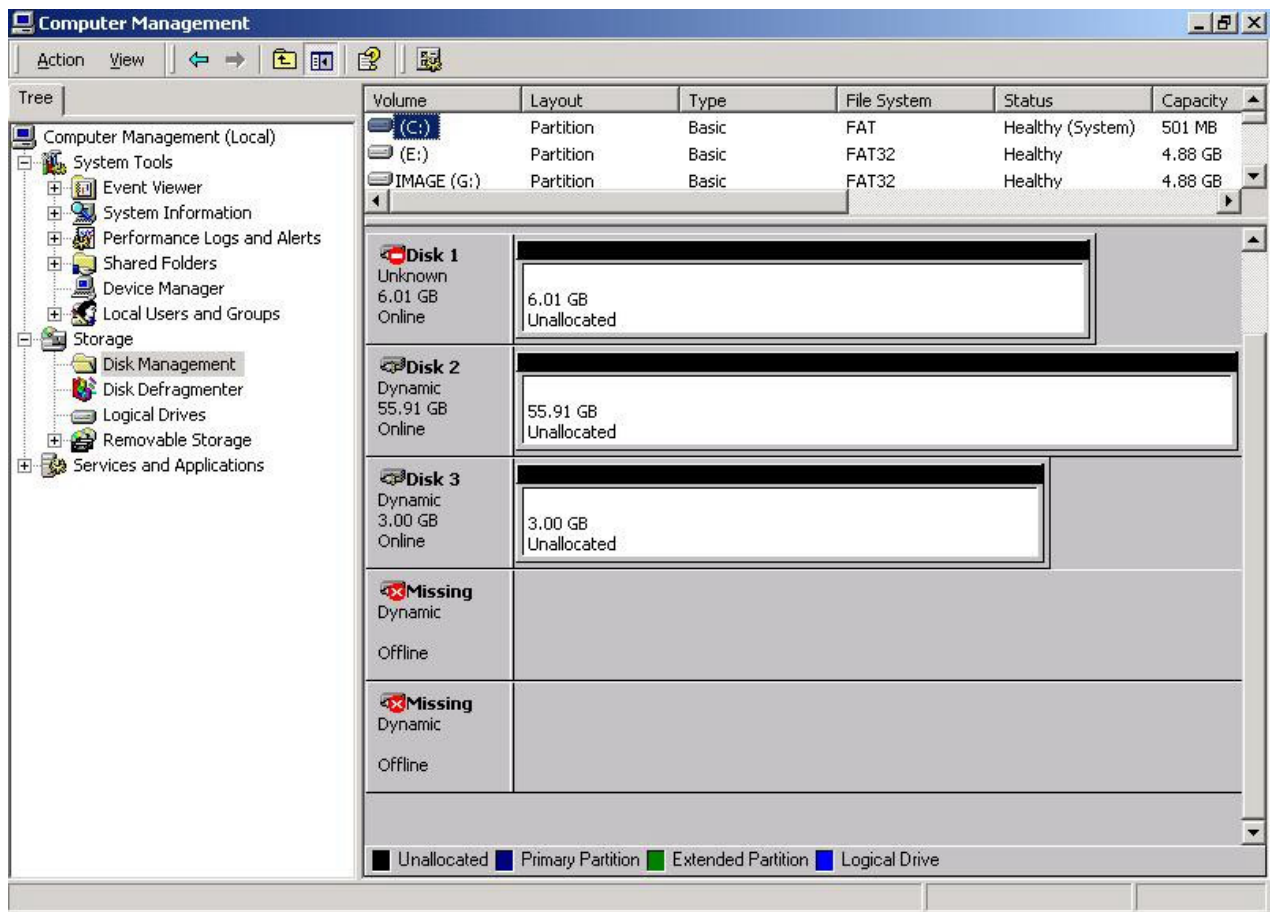 Computer Management
Action View
Tree
Computer Management (Local)
System Tools
Event Viewer
System Information
Performance Logs and Alerts
Shared Folders
Device Manager
Local Users and Groups
Storage
Disk Management
Disk Defragmenter
Logical Drives
Removable Storage
Services and Applications
Volume Layout Type File System Status Capacity
(C:) Partition Basic FAT Healthy (System) 501 MB
(E:) Partition Basic FAT32 Healthy 4.88 GB
IMAGE (G:) Partition Basic FAT32 Healthy 4.88 GB
Disk 1
Unknown
6.01 GB
Online
6.01 GB
Unallocated
Disk 2
Dynamic
55.91 GB
Online
55.91 GB
Unallocated
Disk 3
Dynamic
3.00 GB
Online
3.00 GB
Unallocated
Missing
Dynamic
Offline
Missing
Dynamic
Offline
Unallocated Primary Partition Extended Partition Logical Drive